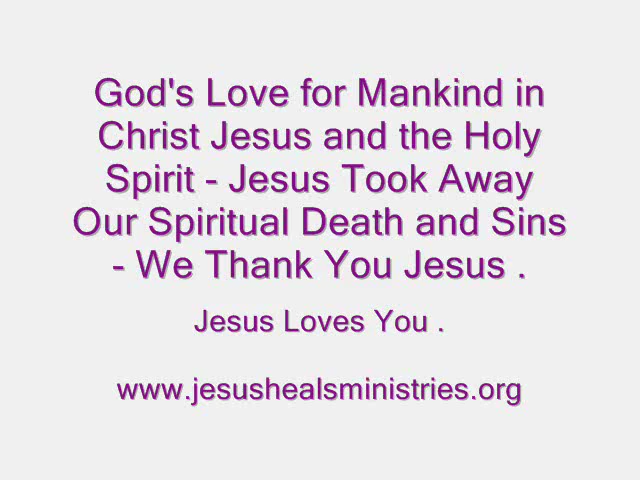 God's Love for Mankind in
Christ Jesus and the Holy
Spirit - Jesus Took Away
Our Spiritual Death and Sins
- We Thank You Jesus .
Jesus Loves You .
www.jesushealsministries.org